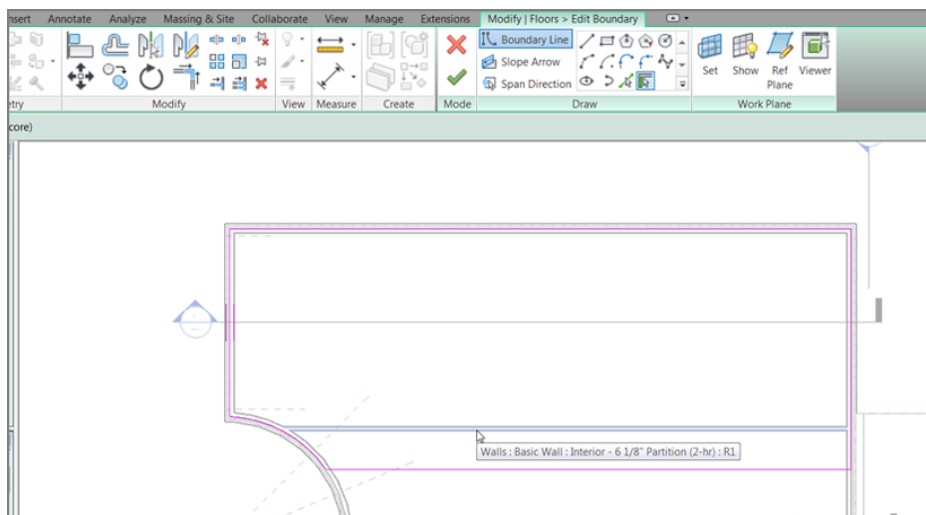 nsert Annotate Analyze Massing & Site Collaborate View Manage Extensions Modify | Floors > Edit Boundary
Boundary Line
Slope Arrow
Span Direction
Set Show Ref Plane Viewer
etry Modify View Measure Create Mode Draw Work Plane
core)
Walls : Basic Wall : Interior - 6 1/8" Partition (2-hr) : R1